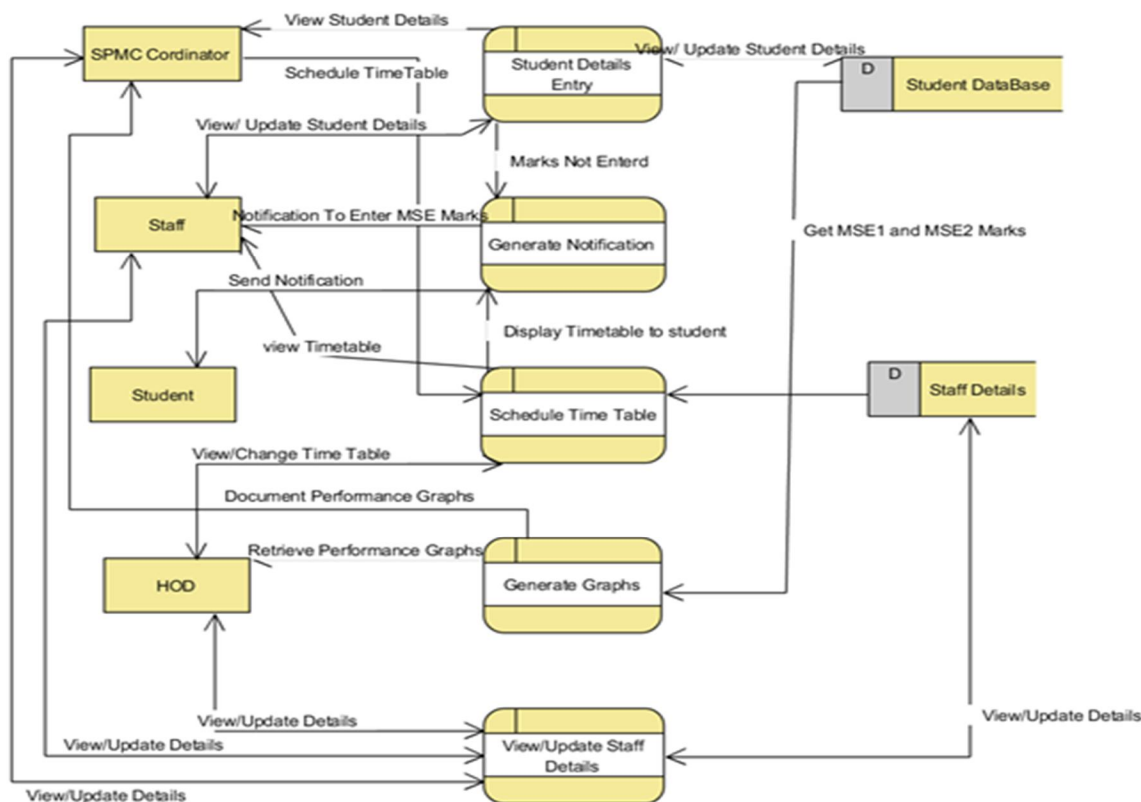 View Student Details
SPMC Cordinator
Schedule TimeTable
Student Details
Entry
View/ Update Student Details
D
Student DataBase
View/ Update Student Details
Marks Not Enterd
Staff
Notification To Enter MSE Marks
Generate Notification
Get MSE1 and MSE2 Marks
Send Notification
Display Timetable to student
view Timetable
Student
Schedule Time Table
D
Staff Details
View/Change Time Table
Document Performance Graphs
Retrieve Performance Graphs
HOD
Generate Graphs
View/Update Details
View/Update Details
View/Update Details
View/Update Staff
Details
View/Update Details